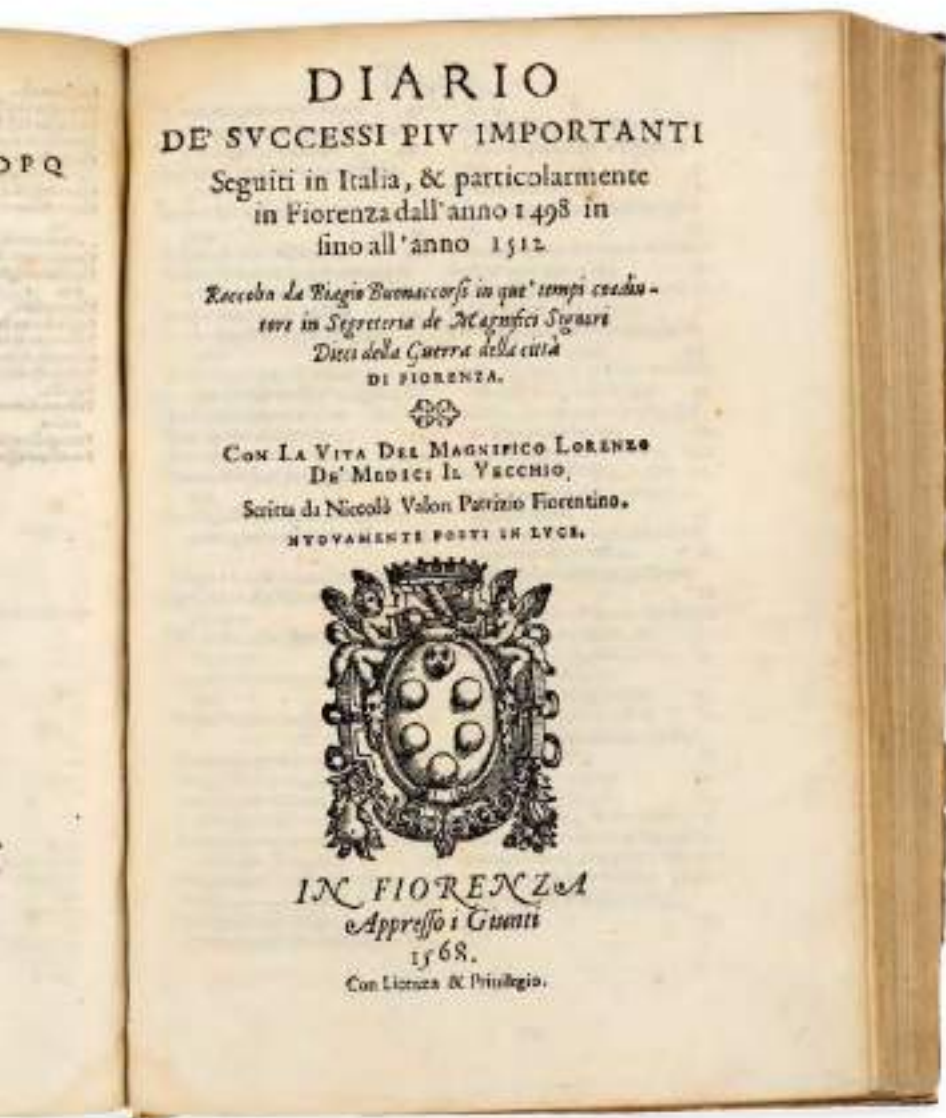 OPQ
DIARIO
DE' SVCCESSI PIV IMPORTANTI
Seguiti in Italia, & particolarmente
in Fiorenza dall'anno 1498 in
sino all'anno 1512
Raccolto da Biagio Buonaccorsi in que' tempi coadiu-
tore in Segreteria de Magnifici Signori
Dieci della Guerra della città
DI FIORENZA.
CON LA VITA DEL MAGNIFICO LORENZO
DE' MEDICI IL VECCHIO,
Scritta da Niccolò Valori Patrizio Fiorentino.
NVOVAMENTE POSTI IN LVCE.
IN FIORENZA
Appresso i Giunti
1568.
Con Licenza & Priuilegio.